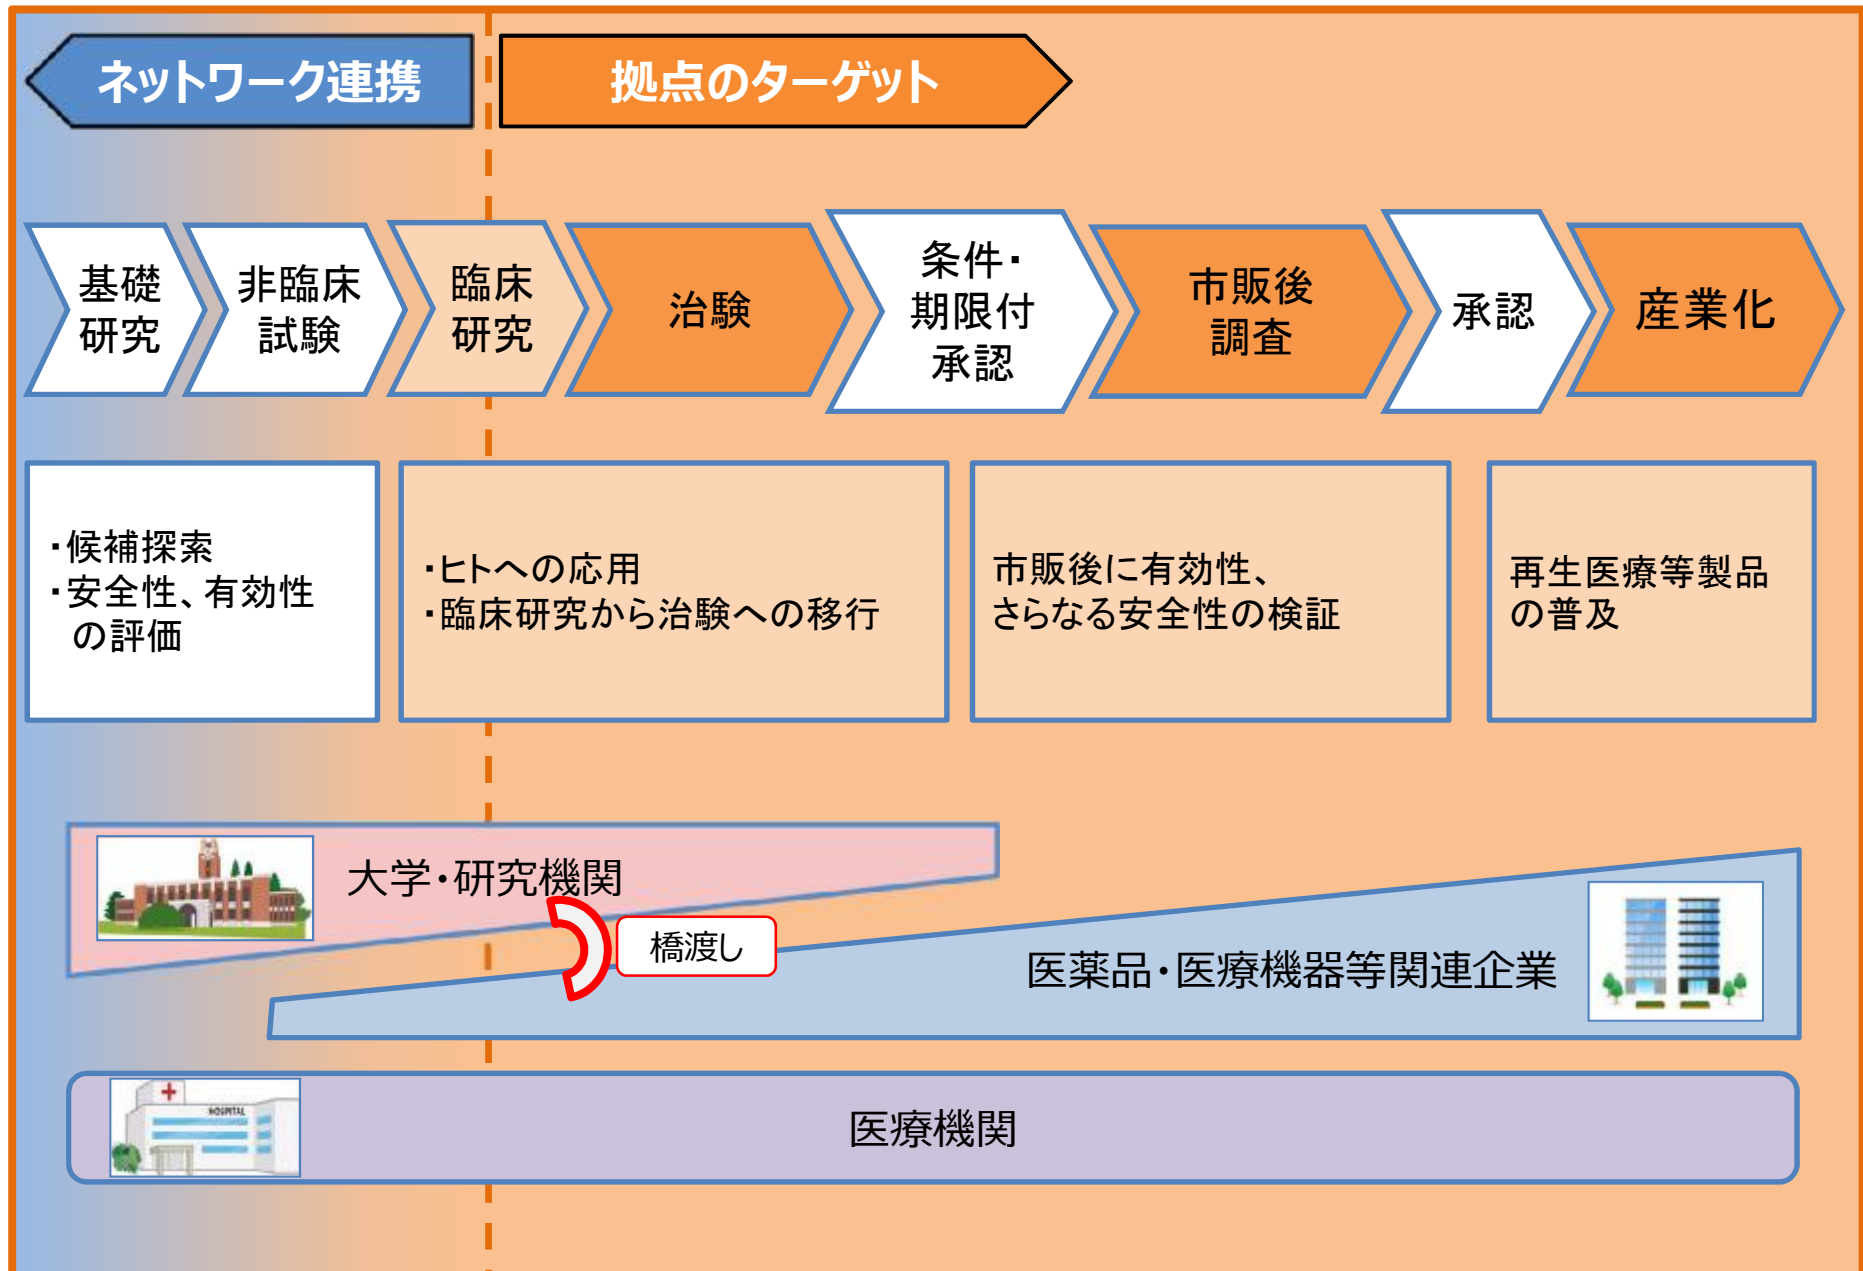 ネットワーク連携
拠点のターゲット
基礎
研究
非臨床
試験
臨床
研究
治験
条件・
期限付
承認
市販後
調査
承認
産業化
・候補探索
・安全性、有効性
の評価
・ヒトへの応用
・臨床研究から治験への移行
市販後に有効性、
さらなる安全性の検証
再生医療等製品
の普及
大学・研究機関
橋渡し
医薬品・医療機器等関連企業
HOSPITAL
医療機関